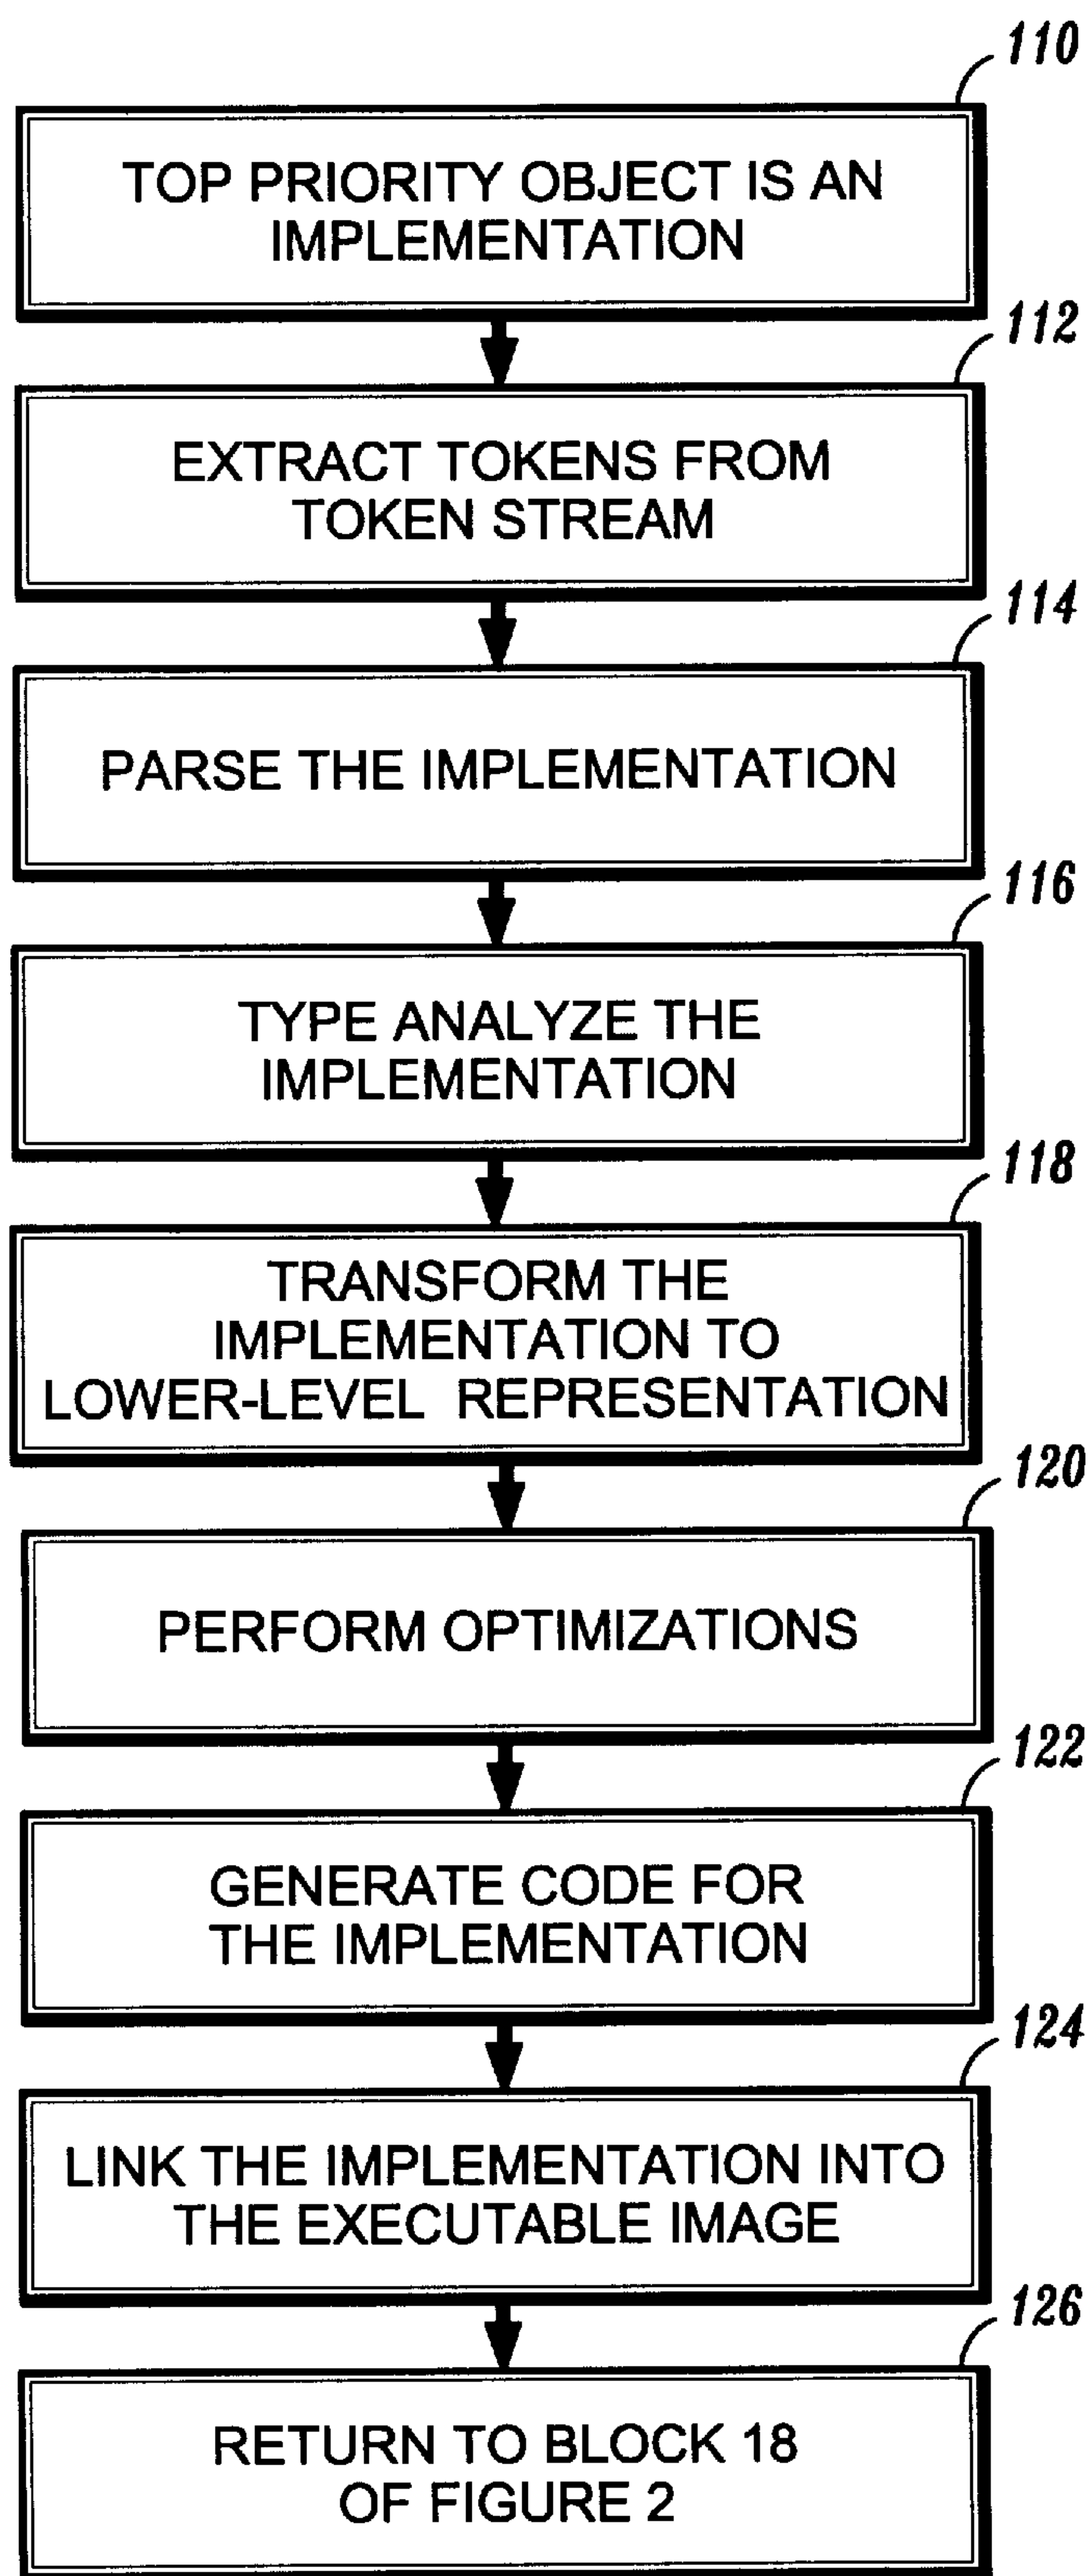 110
TOP PRIORITY OBJECT IS AN
IMPLEMENTATION
112
EXTRACT TOKENS FROM
TOKEN STREAM
114
PARSE THE IMPLEMENTATION
116
TYPE ANALYZE THE
IMPLEMENTATION
118
TRANSFORM THE
IMPLEMENTATION TO
LOWER-LEVEL REPRESENTATION
120
PERFORM OPTIMIZATIONS
122
GENERATE CODE FOR
THE IMPLEMENTATION
124
LINK THE IMPLEMENTATION INTO
THE EXECUTABLE IMAGE
126
RETURN TO BLOCK 18
OF FIGURE 2